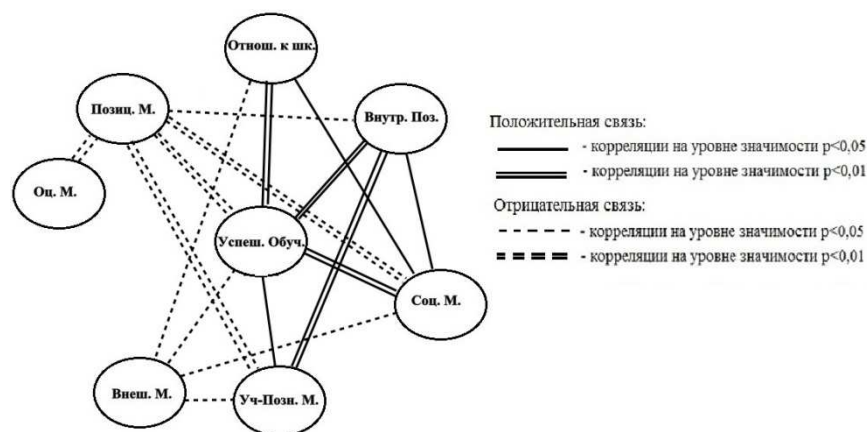 Отнош. к шк.
Позиц. М.
Внутр. Поз.
Оц. М.
Успеш. Обуч.
Соц. М.
Внеш. М.
Уч-Позн. М.
Положительная связь:
- корреляции на уровне значимости p<0,05
- корреляции на уровне значимости p<0,01
Отрицательная связь:
- корреляции на уровне значимости p<0,05
- корреляции на уровне значимости p<0,01